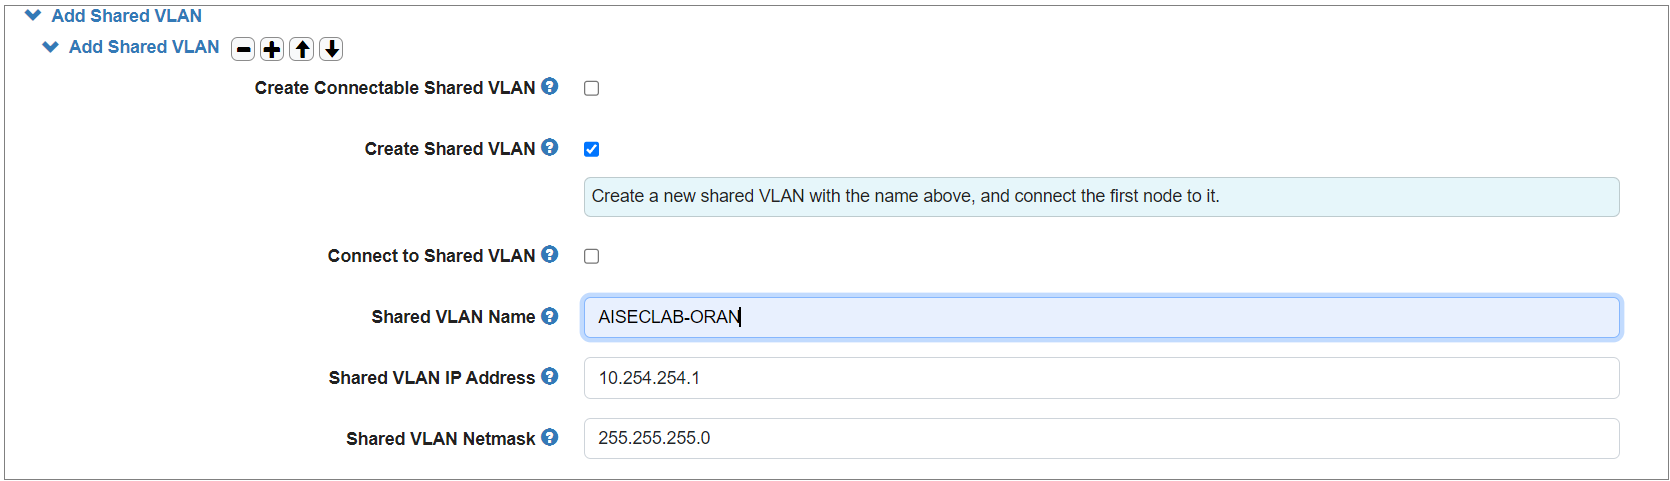 Add Shared VLAN
Add Shared VLAN
Create Connectable Shared VLAN ?
Create Shared VLAN ?
Create a new shared VLAN with the name above, and connect the first node to it.
Connect to Shared VLAN ?
Shared VLAN Name ? AISECLAB-ORAN
Shared VLAN IP Address ? 10.254.254.1
Shared VLAN Netmask ? 255.255.255.0